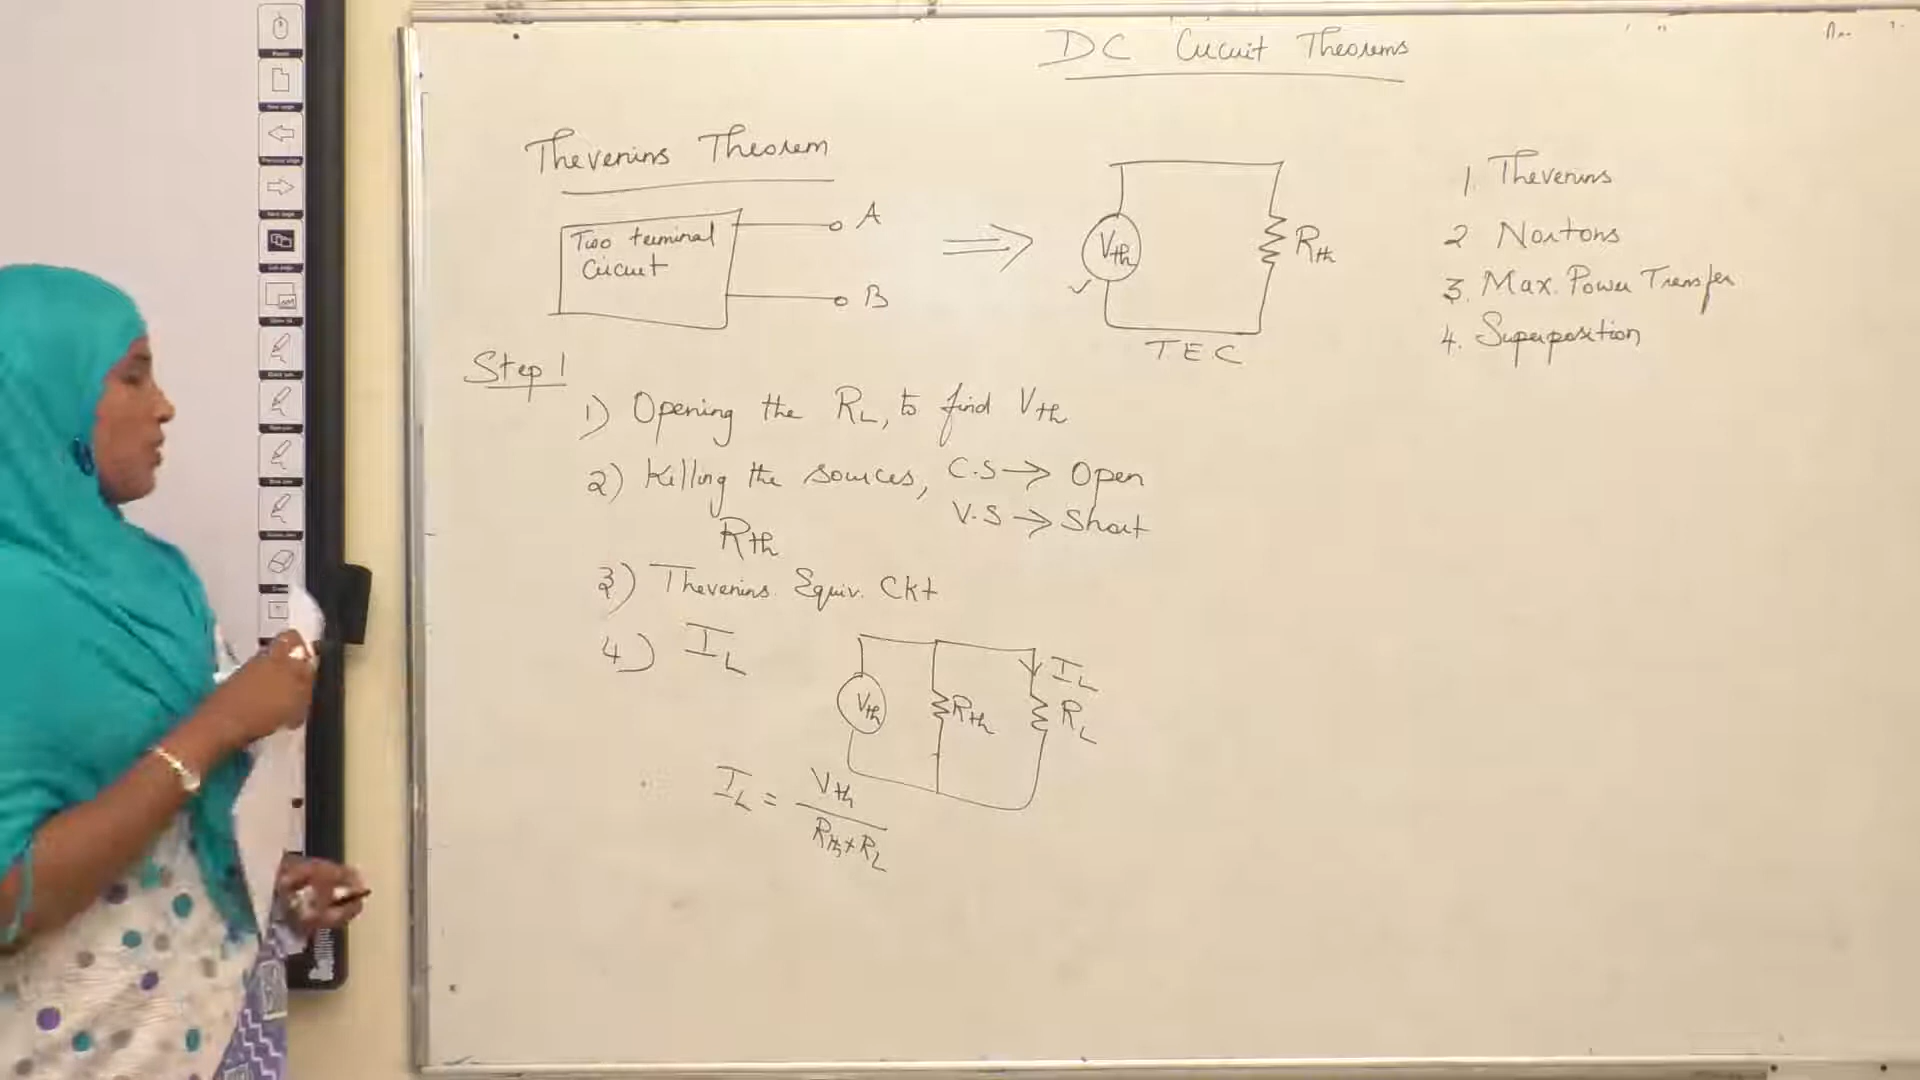 DC Circuit Theorems
Thevenins Theorem
Two terminal
Circuit
A
B
Vth
Rth
TEC
1. Thevenins
2 Nortons
3. Max. Power Transfer
4. Superposition
Step 1
1) Opening the RL, to find Vth
2) Killing the sources, C.S → Open
V.S → Short
Rth
3) Thevenins Equiv. Ckt
4) IL
Vth
Rth
IL
RL
IL = Vth
Rth + RL